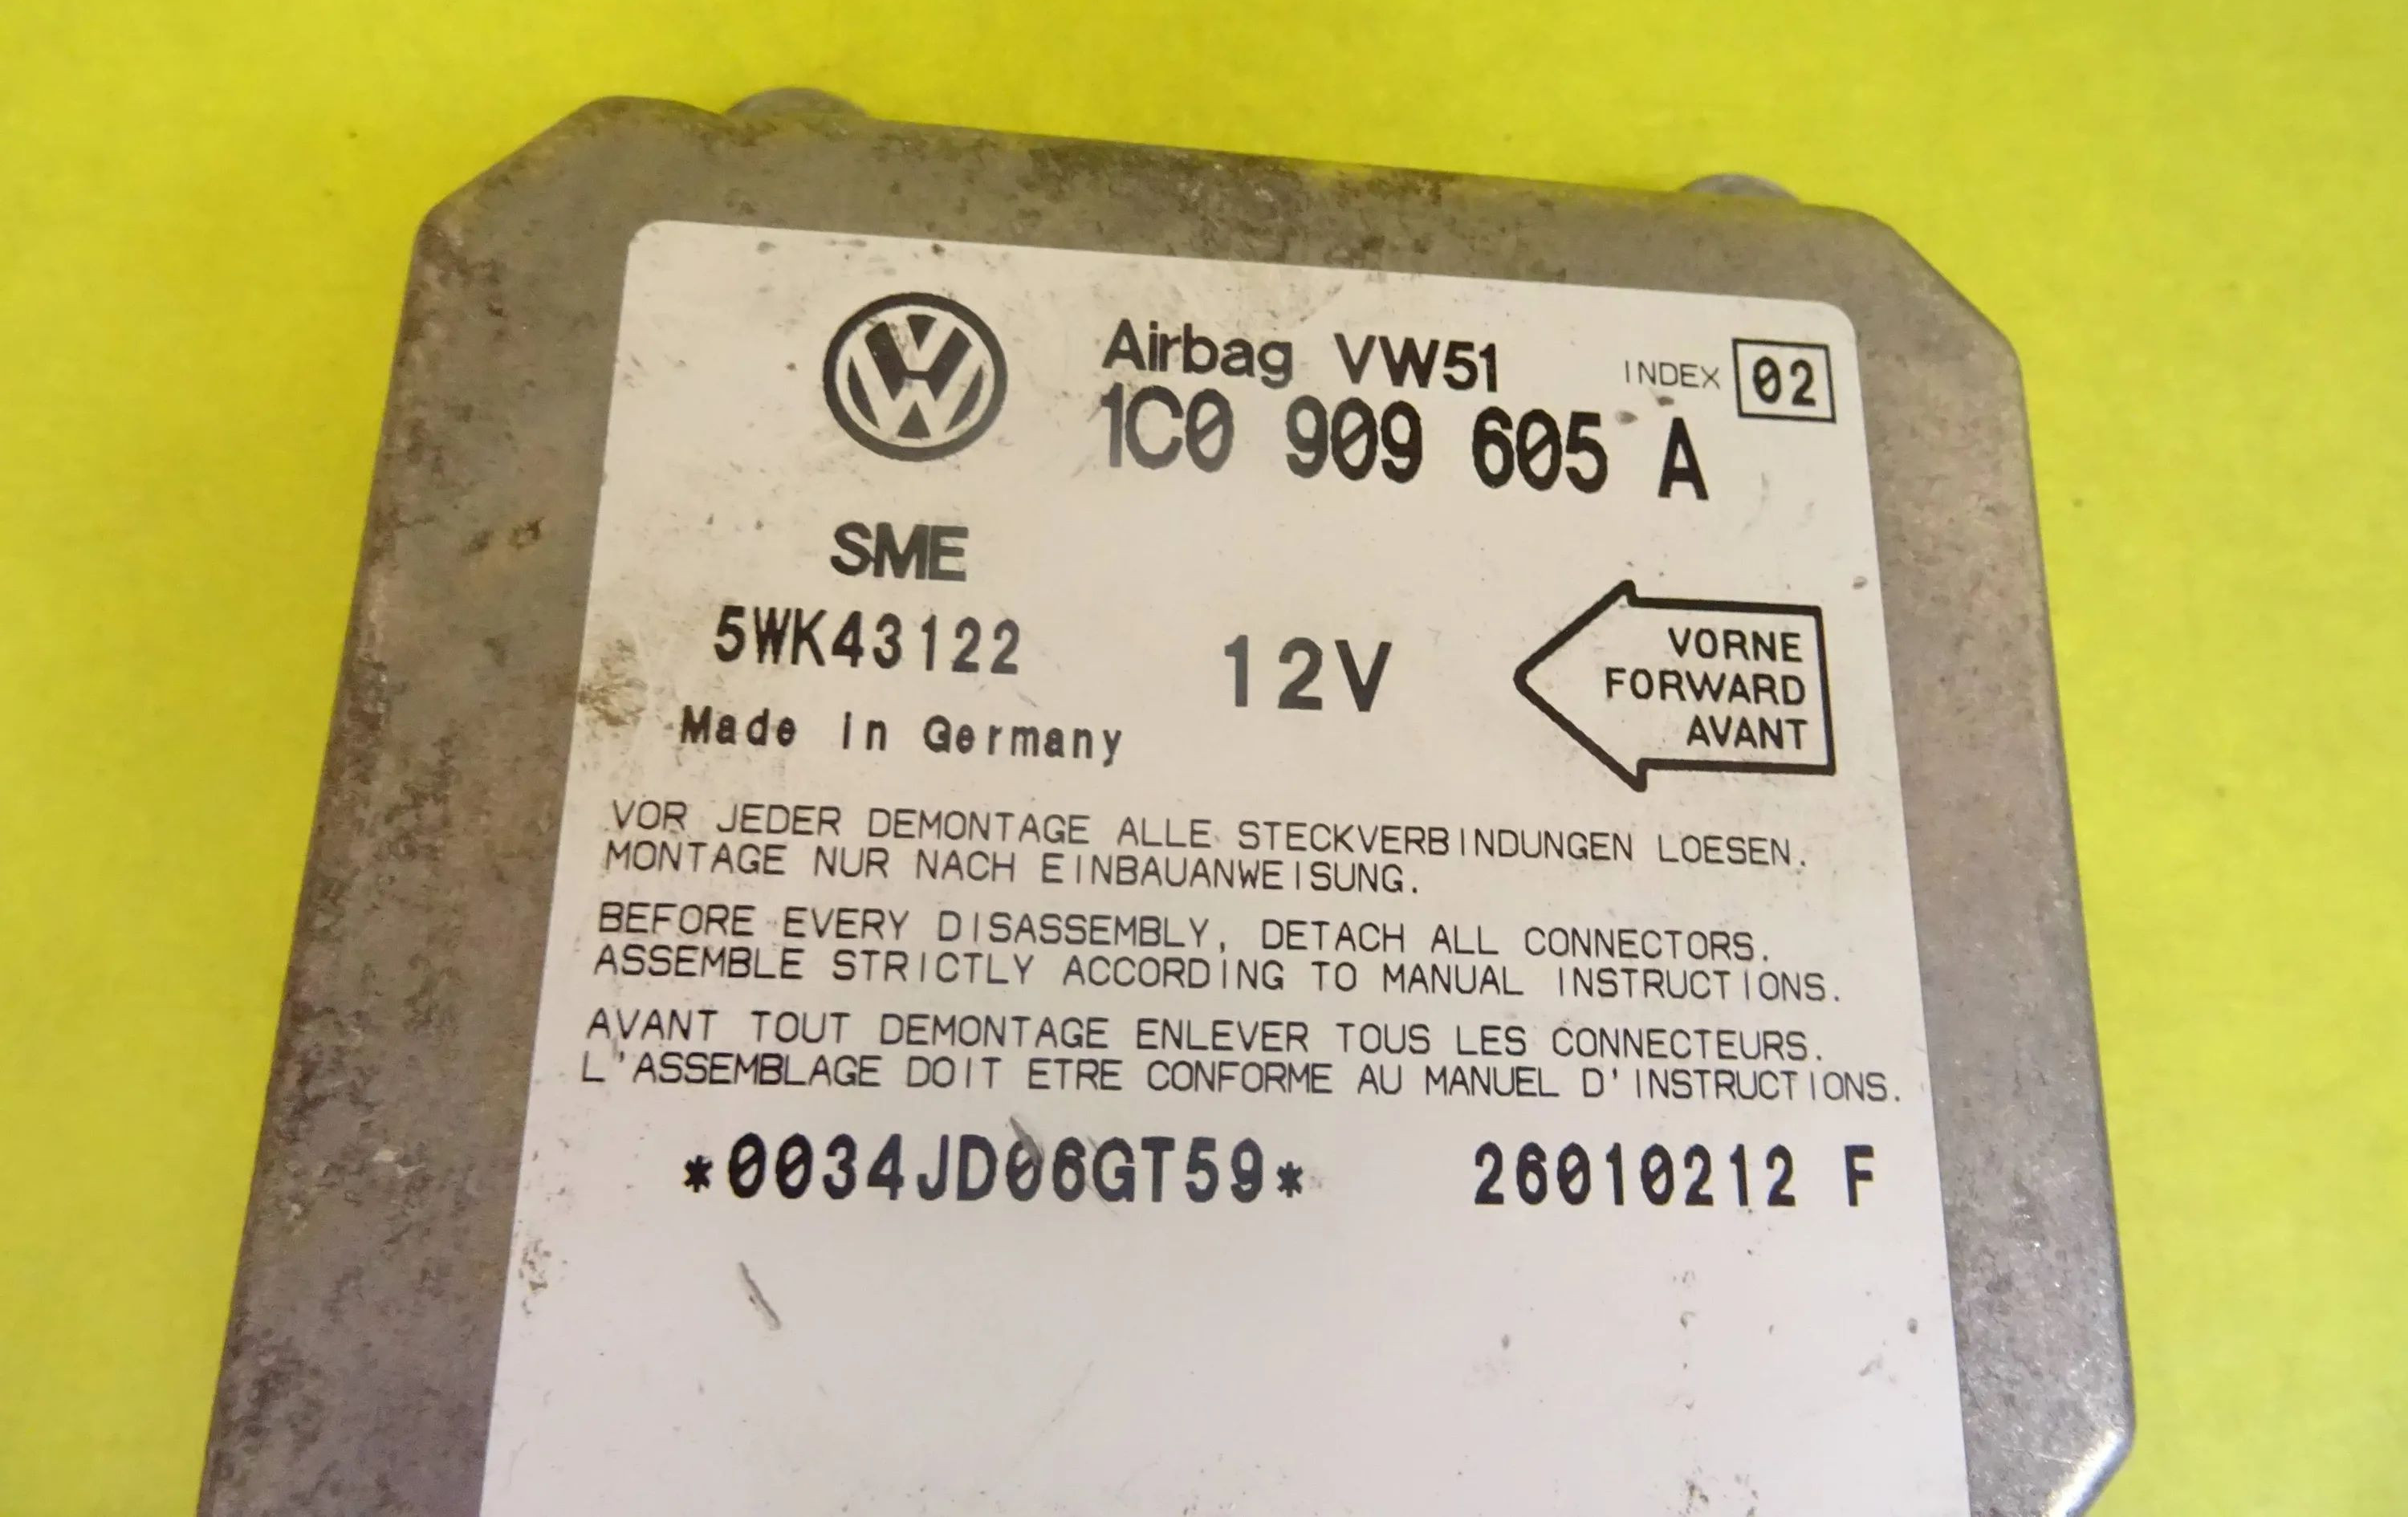 Airbag VW51 INDEX 02
1C0 909 605 A
SME
5WK43122
12V
Made in Germany
VORNE
FORWARD
AVANT
VOR JEDER DEMONTAGE ALLE STECKVERBINDUNGEN LOESEN.
MONTAGE NUR NACH EINBAUANWEISUNG.
BEFORE EVERY DISASSEMBLY, DETACH ALL CONNECTORS.
ASSEMBLE STRICTLY ACCORDING TO MANUAL INSTRUCTIONS.
AVANT TOUT DEMONTAGE ENLEVER TOUS LES CONNECTEURS.
L'ASSEMBLAGE DOIT ETRE CONFORME AU MANUEL D'INSTRUCTIONS.
*0034JD06GT59* 26010212 F